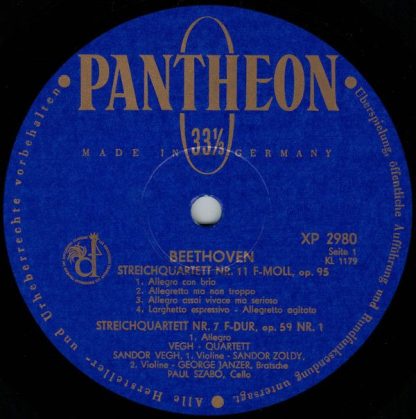 PANTHEON
33⅓
MADE IN GERMANY
XP 2980
Seite 1
KL 1179
d
BEETHOVEN
STREICHQUARTETT NR. 11 F-MOLL, op. 95
1. Allegro con brio
2. Allegretto ma non troppo
3. Allegro assai vivace ma serioso
4. Larghetto espressivo - Allegretto agitato
STREICHQUARTETT NR. 7 F-DUR, op. 59 NR. 1
1. Allegro
VEGH - QUARTETT
SANDOR VEGH, 1. Violine - SANDOR ZOLDY,
2. Violine - GEORGE JANZER, Bratsche
PAUL SZABO, Cello
• Alle Hersteller- und Urheberrechte vorbehalten •
Überspielung, öffentliche Aufführung und Rundfunksendung untersagt.